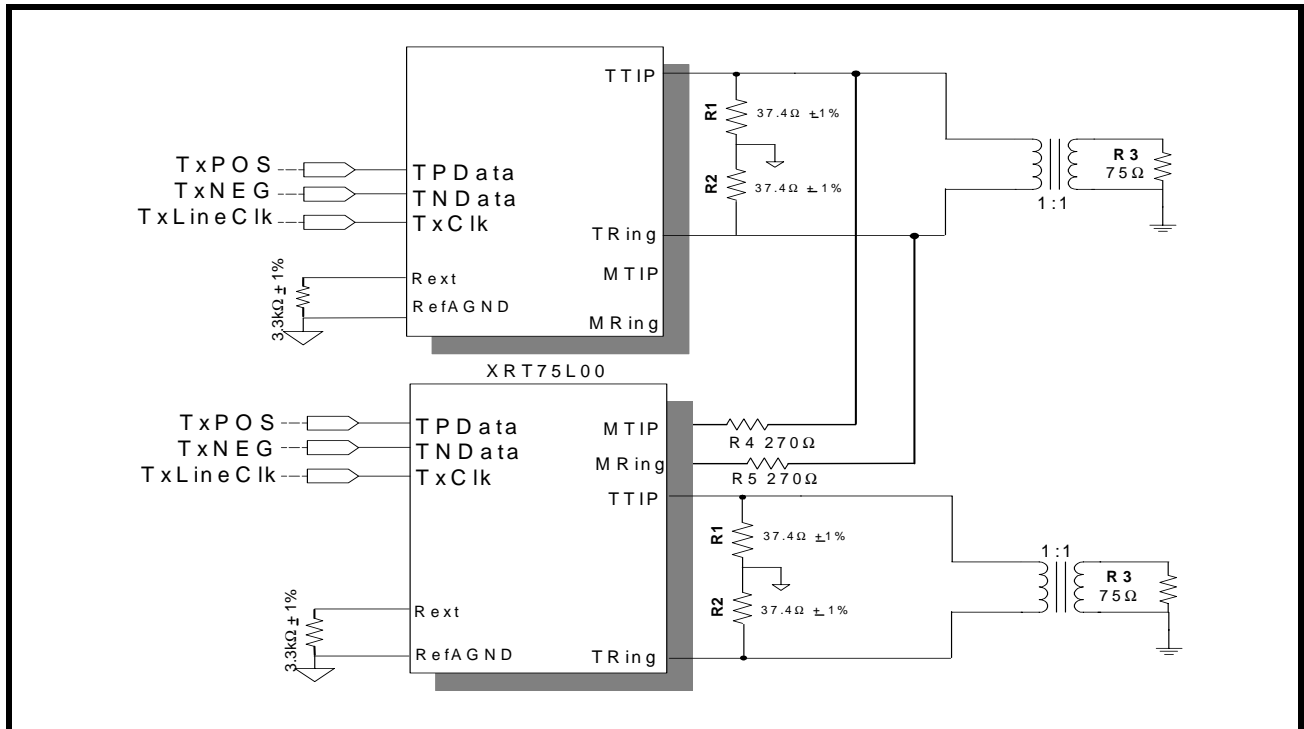 TTIP
R1
37.4Ω ±1%
R2
37.4Ω ±1%
TxPOS
TPData
TxNEG
TNData
TxLineClk
TxClk
TRing
MTIP
MRing
Rext
RefAGND
3.3kΩ ±1%
1:1
R3
75Ω
XRT75L00
TxPOS
TPData
TxNEG
TNData
TxLineClk
TxClk
MTIP
R4 270Ω
MRing
R5 270Ω
TTIP
R1
37.4Ω ±1%
R2
37.4Ω ±1%
1:1
R3
75Ω
Rext
RefAGND
3.3kΩ ±1%
TRing